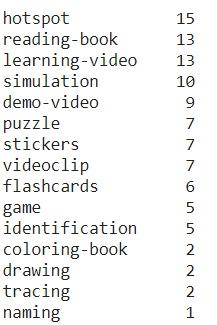 hotspot 15
reading-book 13
learning-video 13
simulation 10
demo-video 9
puzzle 7
stickers 7
videoclip 7
flashcards 6
game 5
identification 5
coloring-book 2
drawing 2
tracing 2
naming 1